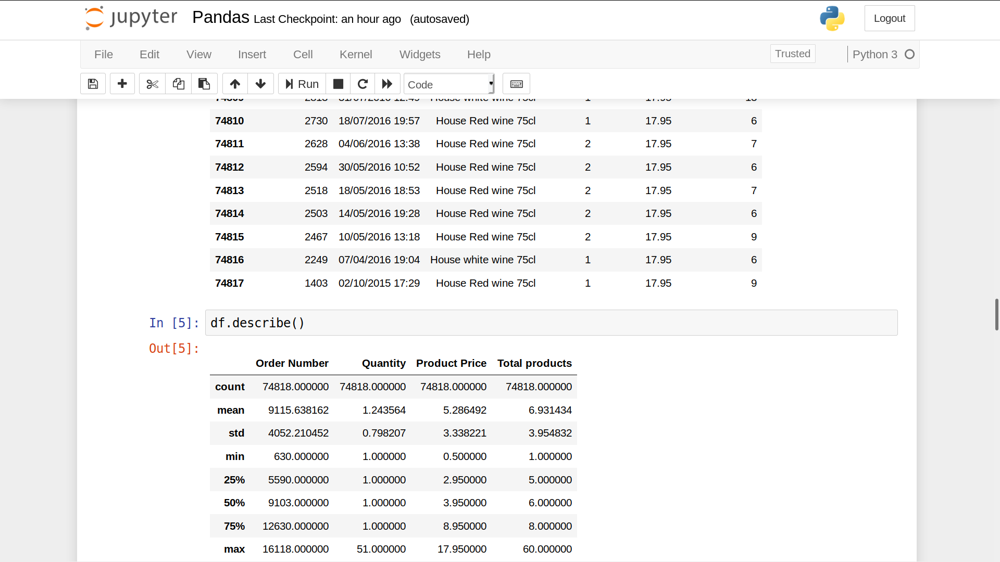 jupyter Pandas Last Checkpoint: an hour ago (autosaved) Logout
File Edit View Insert Cell Kernel Widgets Help Trusted Python 3
Run Code
74810 2730 18/07/2016 19:57 House Red wine 75cl 1 17.95 6
74811 2628 04/06/2016 13:38 House Red wine 75cl 2 17.95 7
74812 2594 30/05/2016 10:52 House Red wine 75cl 2 17.95 6
74813 2518 18/05/2016 18:53 House Red wine 75cl 2 17.95 7
74814 2503 14/05/2016 19:28 House Red wine 75cl 2 17.95 6
74815 2467 10/05/2016 13:18 House Red wine 75cl 2 17.95 9
74816 2249 07/04/2016 19:04 House white wine 75cl 1 17.95 6
74817 1403 02/10/2015 17:29 House Red wine 75cl 1 17.95 9
In [5]: df.describe()
Out[5]:
Order Number Quantity Product Price Total products
count 74818.000000 74818.000000 74818.000000 74818.000000
mean 9115.638162 1.243564 5.286492 6.931434
std 4052.210452 0.798207 3.338221 3.954832
min 630.000000 1.000000 0.500000 1.000000
25% 5590.000000 1.000000 2.950000 5.000000
50% 9103.000000 1.000000 3.950000 6.000000
75% 12630.000000 1.000000 8.950000 8.000000
max 16118.000000 51.000000 17.950000 60.000000